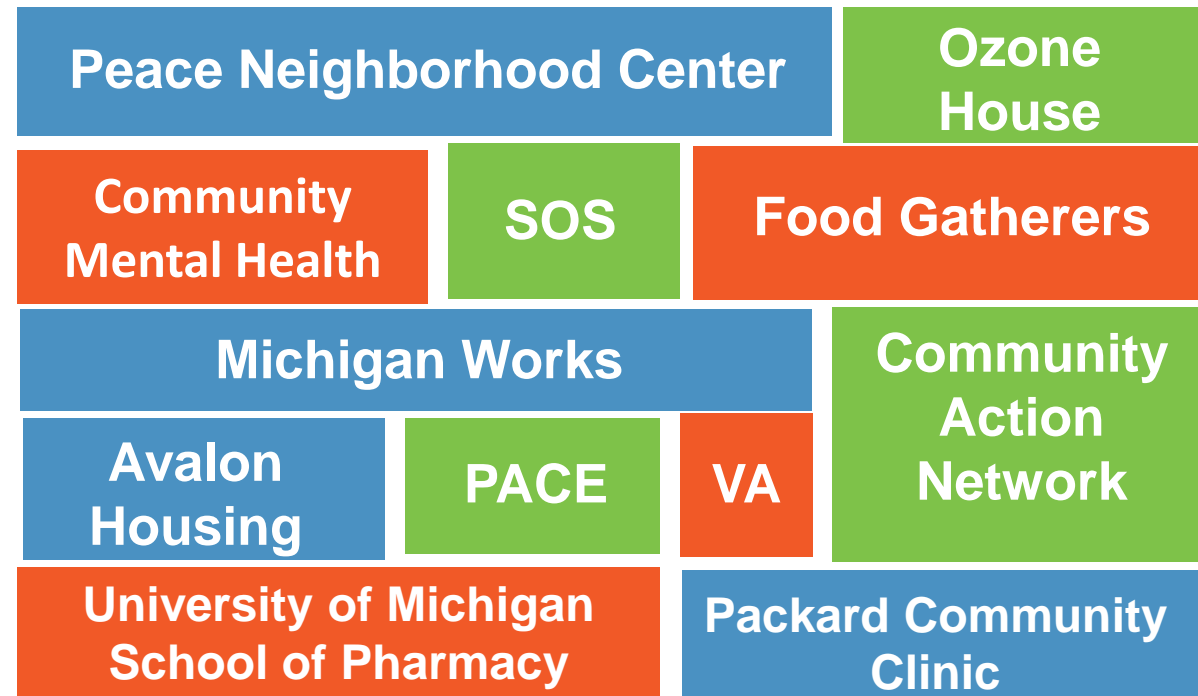 Peace Neighborhood Center
Ozone
House
Community
Mental Health
SOS
Food Gatherers
Michigan Works
Community
Action
Network
Avalon
Housing
PACE
VA
University of Michigan
School of Pharmacy
Packard Community
Clinic